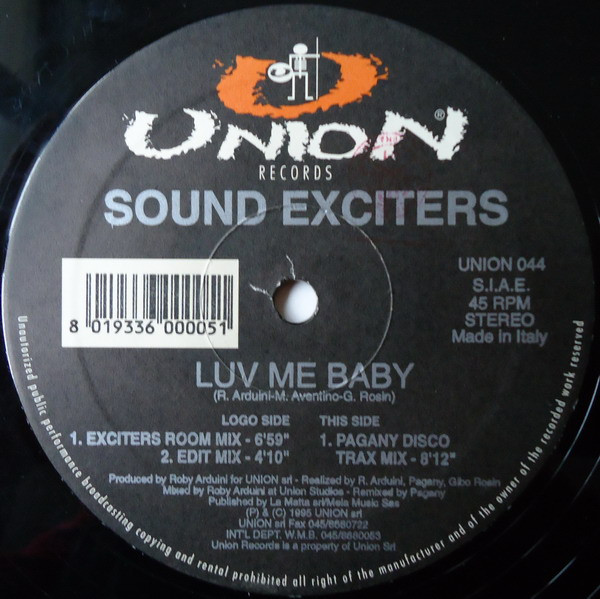 UNION®
RECORDS
SOUND EXCITERS
UNION 044
S.I.A.E.
45 RPM
STEREO
Made in Italy
8 019336 000051
LUV ME BABY
(R. Arduini-M. Aventino-G. Rosin)
LOGO SIDE THIS SIDE
1. EXCITERS ROOM MIX - 6'59" 1. PAGANY DISCO
2. EDIT MIX - 4'10" TRAX MIX - 8'12"
Produced by Roby Arduini for UNION srl - Realized by R. Arduini, Pagany, Gibo Rosin
Mixed by Roby Arduini at Union Studios - Remixed by Pagany
Published by La Matta srl/Mela Music Sas
(P) & (C) 1995 UNION srl
UNION srl Fax 045/8680722
INT'L DEPT. W.M.B. 045/8680053
Union Records is a property of Union Srl
Unautorized public performance broadcasting copying and rental prohibited all right of the manufacturer and of the owner of the recorded work reserved